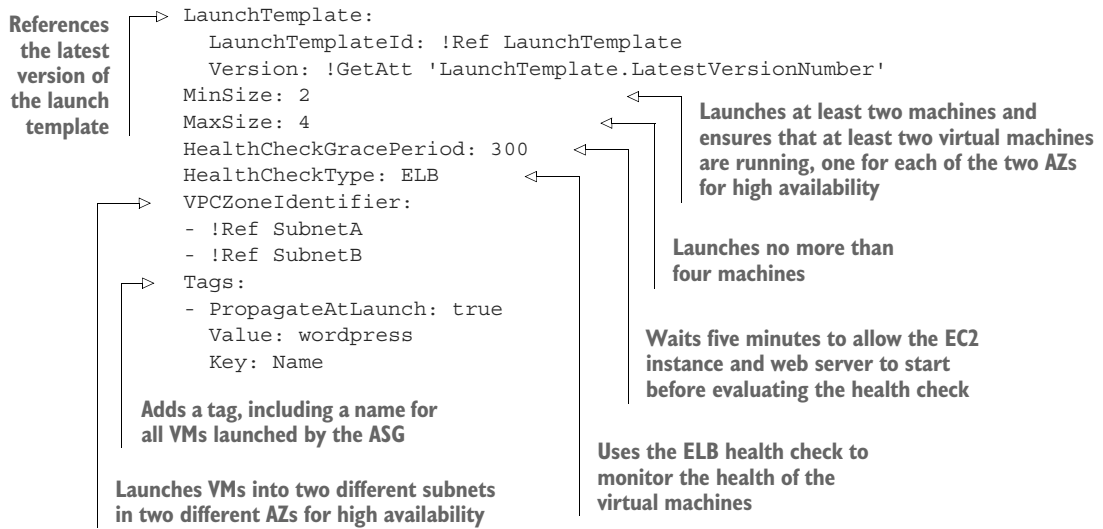 References
the latest
version of
the launch
template
LaunchTemplate:
LaunchTemplateId: !Ref LaunchTemplate
Version: !GetAtt 'LaunchTemplate.LatestVersionNumber'
MinSize: 2
MaxSize: 4
HealthCheckGracePeriod: 300
HealthCheckType: ELB
VPCZoneIdentifier:
- !Ref SubnetA
- !Ref SubnetB
Tags:
- PropagateAtLaunch: true
Value: wordpress
Key: Name
Launches at least two machines and
ensures that at least two virtual machines
are running, one for each of the two AZs
for high availability
Launches no more than
four machines
Waits five minutes to allow the EC2
instance and web server to start
before evaluating the health check
Uses the ELB health check to
monitor the health of the
virtual machines
Adds a tag, including a name for
all VMs launched by the ASG
Launches VMs into two different subnets
in two different AZs for high availability